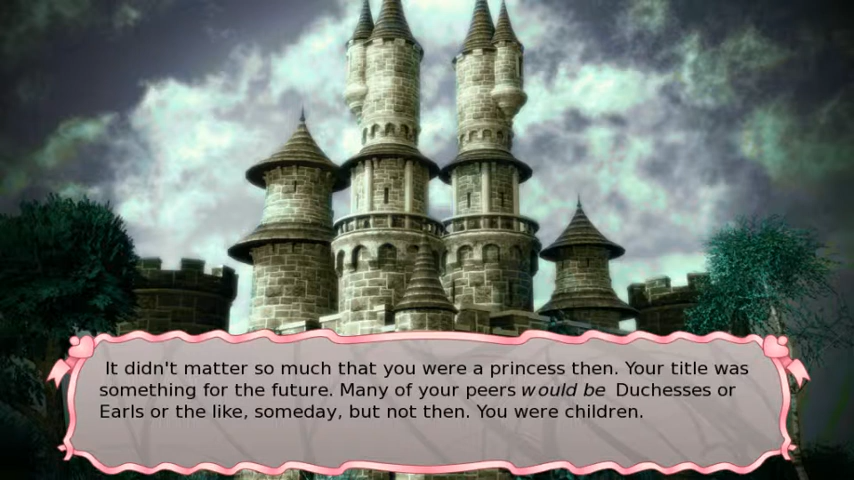 It didn't matter so much that you were a princess then. Your title was
something for the future. Many of your peers would be Duchesses or
Earls or the like, someday, but not then. You were children.